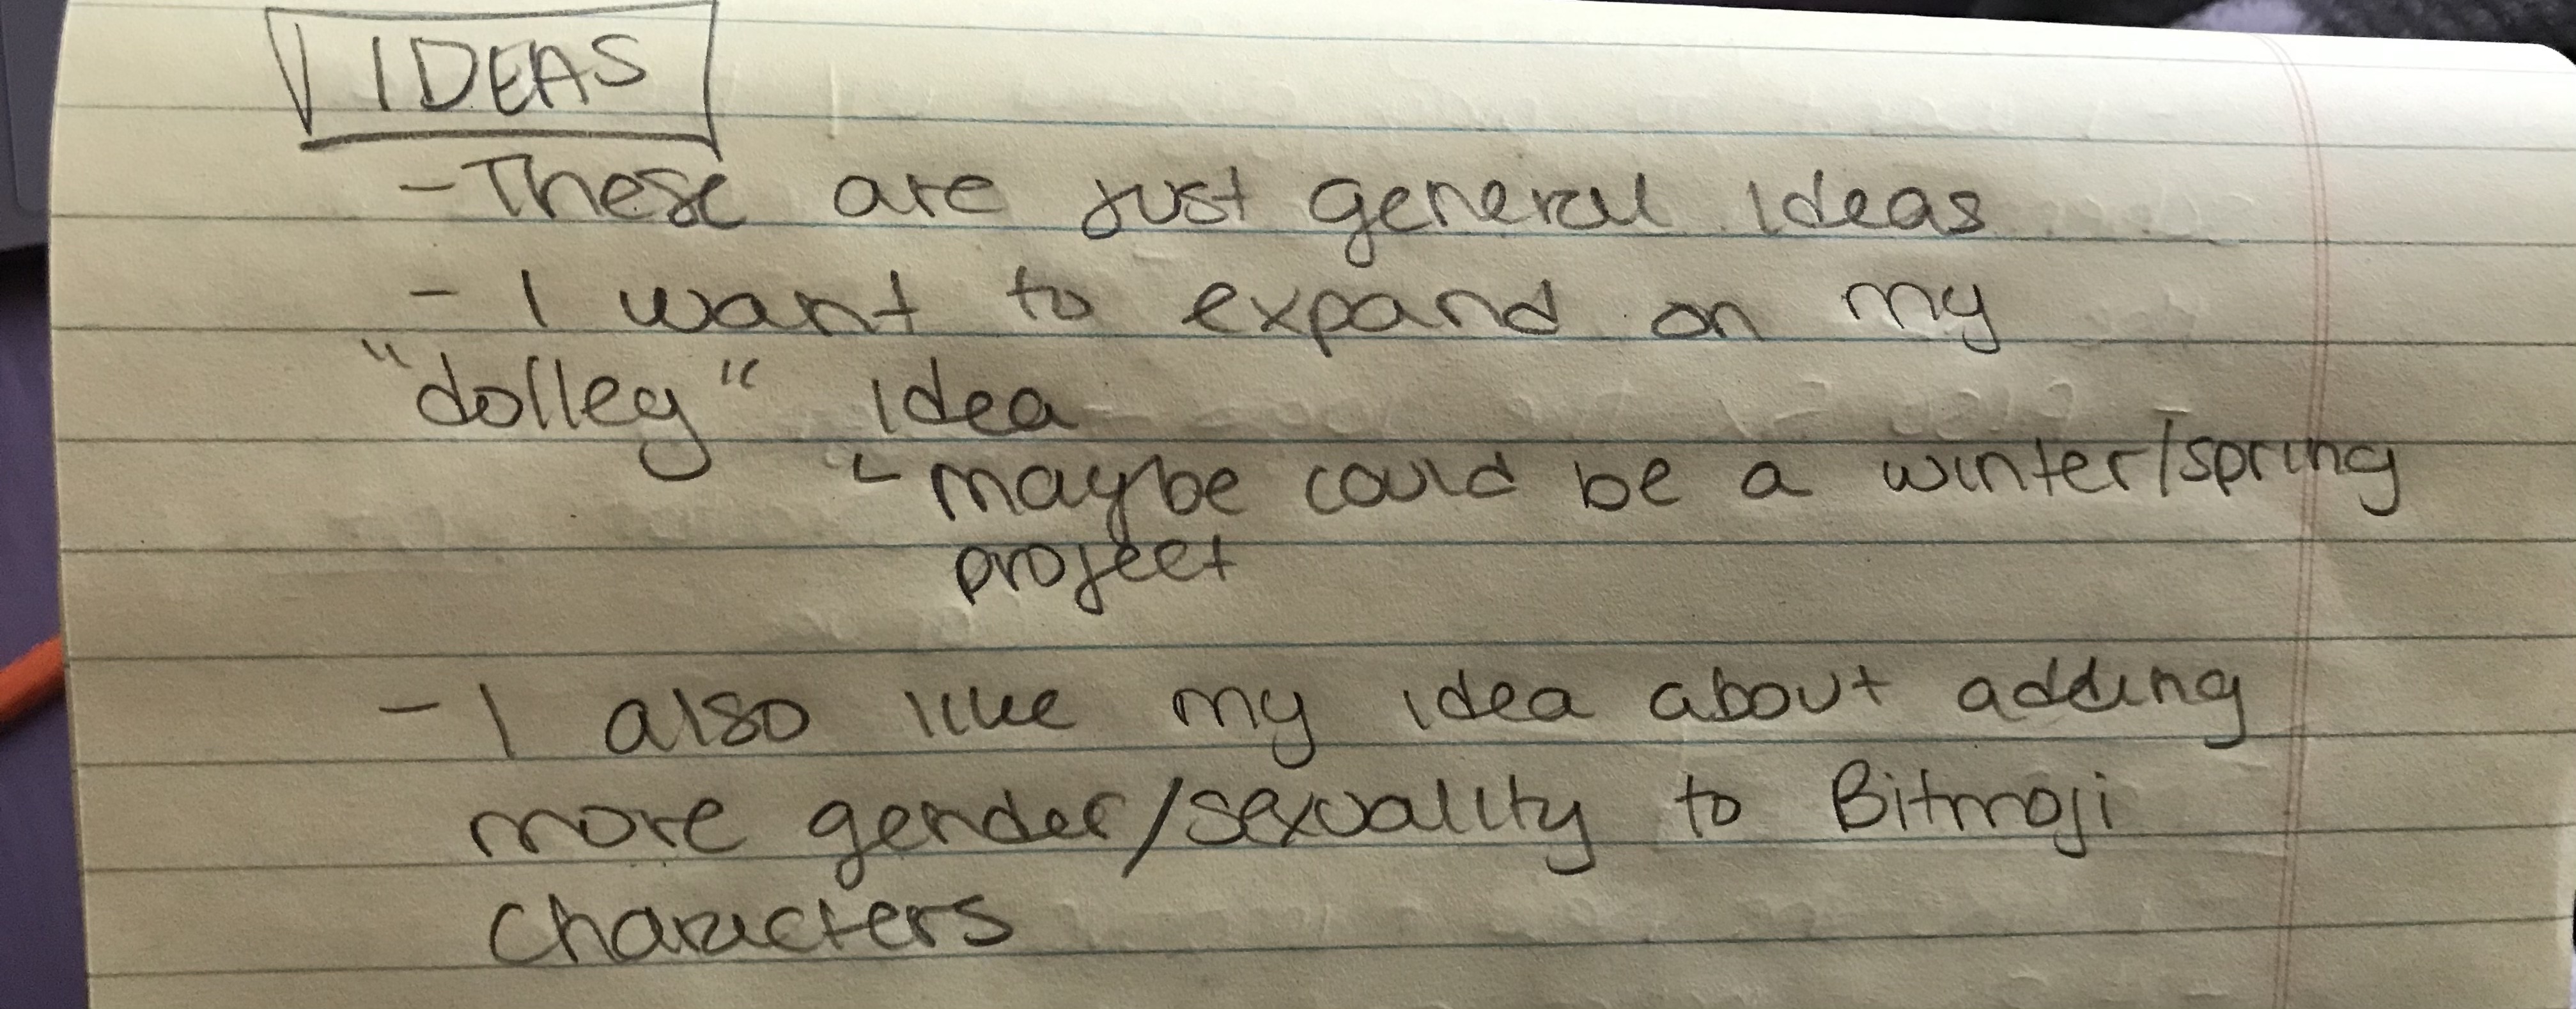 IDEAS
- These are just general ideas
- I want to expand on my
"dolley" idea
- maybe could be a winter/spring
project
- I also like my idea about adding
more gender/sexuality to Bitmoji
characters